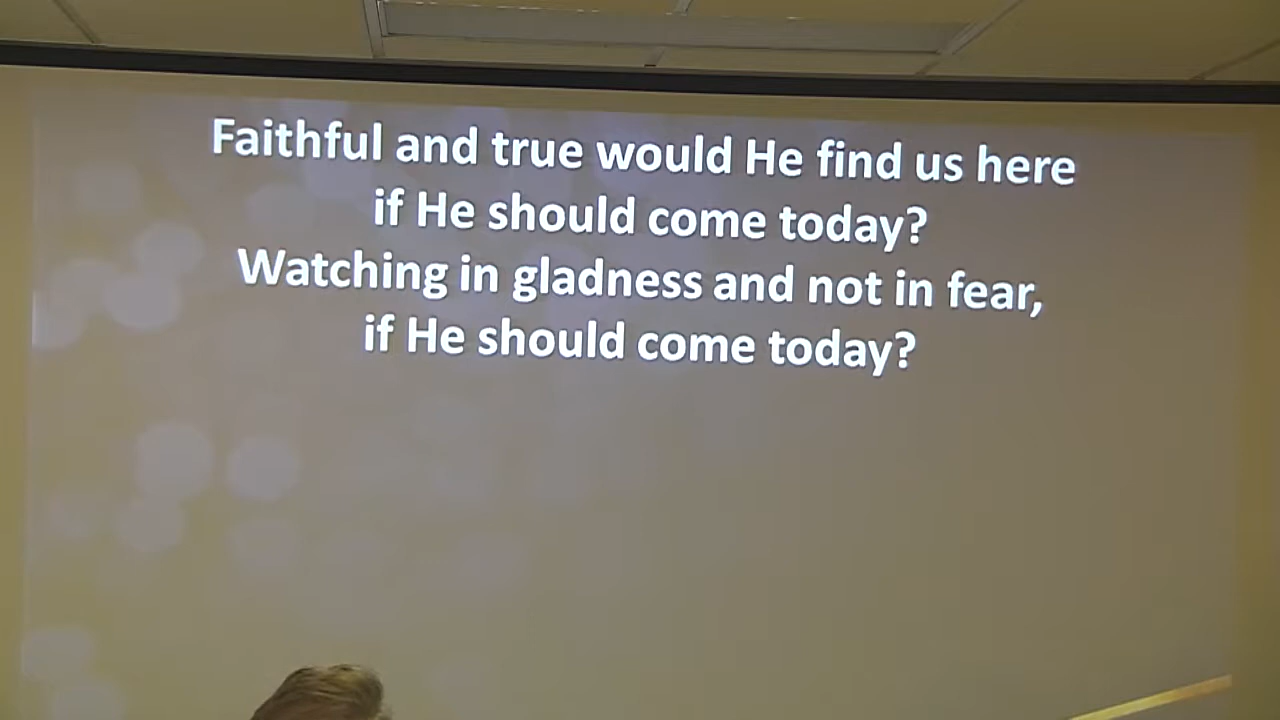 Faithful and true would He find us here
if He should come today?
Watching in gladness and not in fear,
if He should come today?